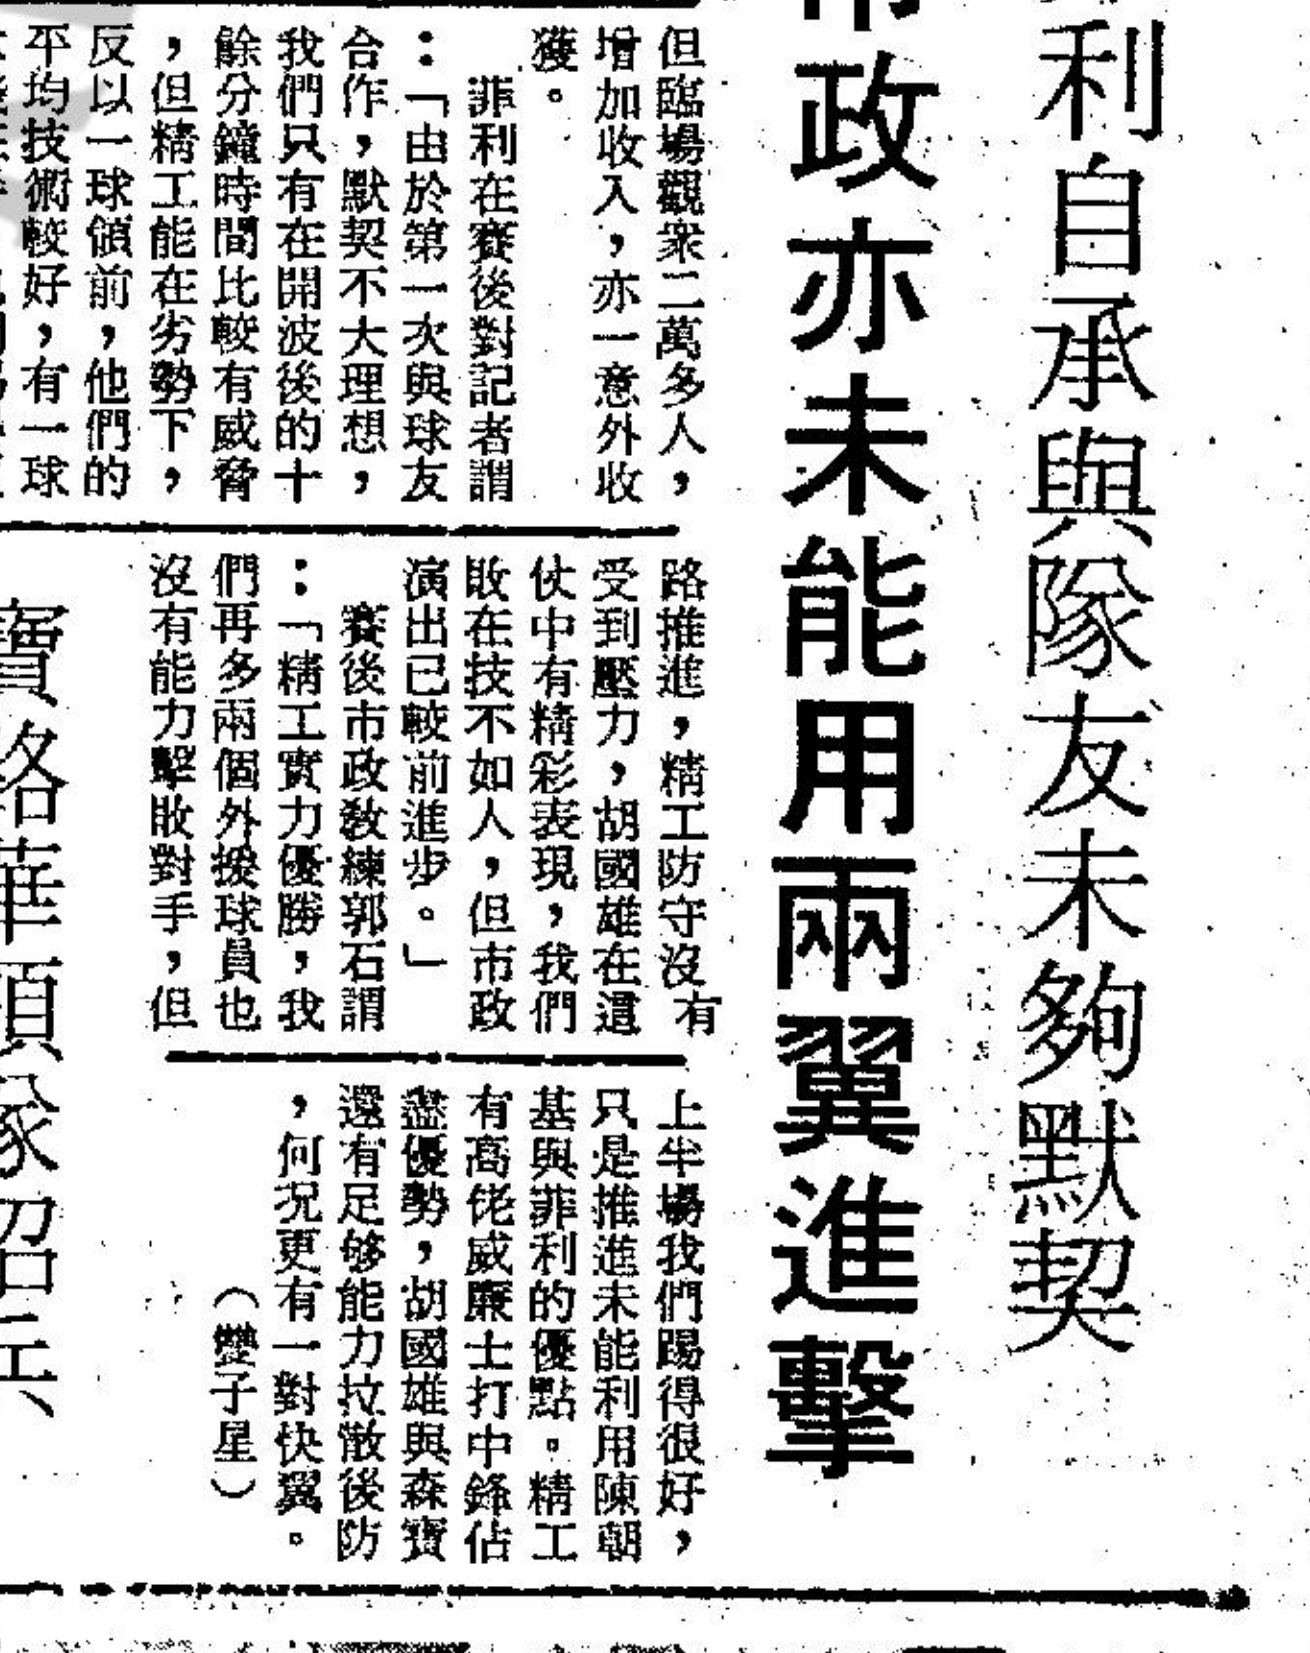 利自承與隊友未夠默契
市政亦未能用兩翼進擊
但臨場觀衆二萬多人，
增加收入，亦一意外收
獲。
菲利在賽後對記者謂
：「由於第一次與球友
合作，默契不大理想，
我們只有在開波後的十
餘分鐘時間比較有威脅
，但精工能在劣勢下，
反以一球領前，他們的
平均技術較好，有一球
路推進，精工防守沒有
受到壓力，胡國雄在這
仗中有精彩表現，我們
敗在技不如人，但市政
演出已較前進步。」
賽後市政教練郭石謂
：「精工實力優勝，我
們再多兩個外援球員也
沒有能力擊敗對手，但
上半場我們踢得很好，
只是推進未能利用陳朝
基與菲利的優點。精工
有高佬威廉士打中鋒佔
盡優勢，胡國雄與森寶
還有足够能力拉散後防
，何況更有一對快翼。
（雙子星）
寶路華領隊招兵、